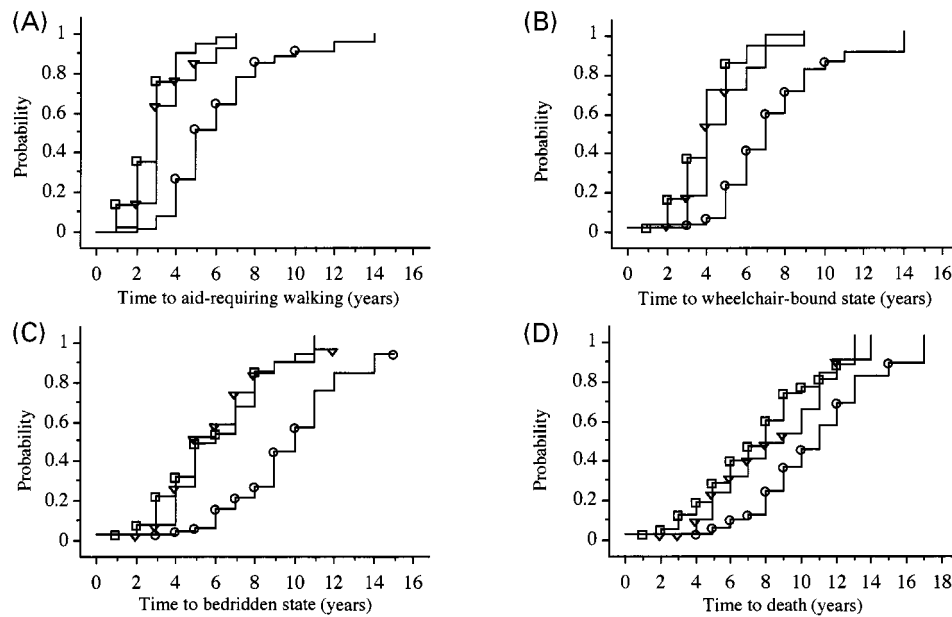 (A)
1
0.8
0.6
0.4
0.2
0
Probability
0 2 4 6 8 10 12 14 16
Time to aid-requiring walking (years)
(B)
1
0.8
0.6
0.4
0.2
0
Probability
0 2 4 6 8 10 12 14 16
Time to wheelchair-bound state (years)
(C)
1
0.8
0.6
0.4
0.2
0
Probability
0 2 4 6 8 10 12 14 16
Time to bedridden state (years)
(D)
1
0.8
0.6
0.4
0.2
0
Probability
0 2 4 6 8 10 12 14 16 18
Time to death (years)